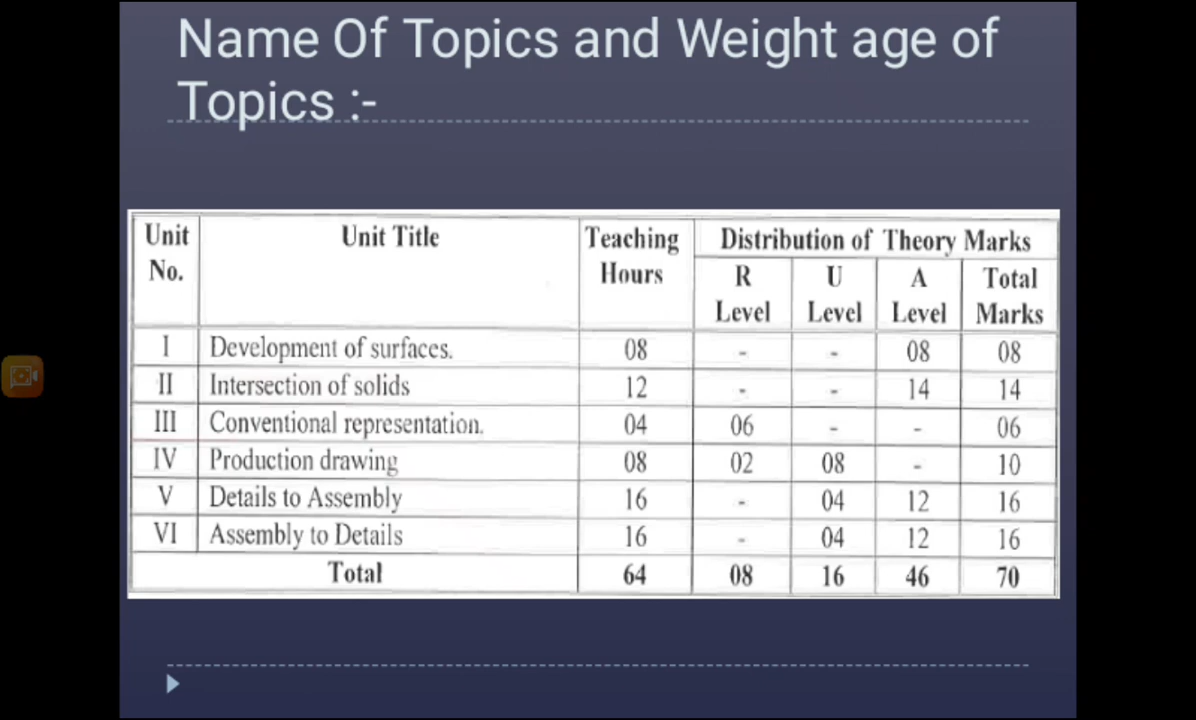 Name Of Topics and Weight age of
Topics :-
Unit No. Unit Title Teaching Hours Distribution of Theory Marks
R Level U Level A Level Total Marks
I Development of surfaces. 08 - - 08 08
II Intersection of solids 12 - - 14 14
III Conventional representation. 04 06 - - 06
IV Production drawing 08 02 08 - 10
V Details to Assembly 16 - 04 12 16
VI Assembly to Details 16 - 04 12 16
Total 64 08 16 46 70